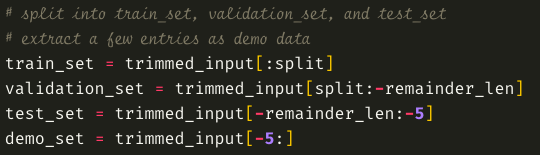 # split into train_set, validation_set, and test_set
# extract a few entries as demo data
train_set = trimmed_input[:split]
validation_set = trimmed_input[split:-remainder_len]
test_set = trimmed_input[-remainder_len:-5]
demo_set = trimmed_input[-5:]